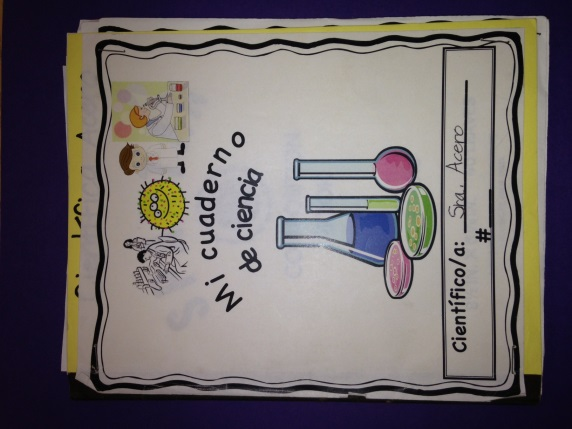 Mi cuaderno
de ciencia
Científico/a: Sra. Acero
#